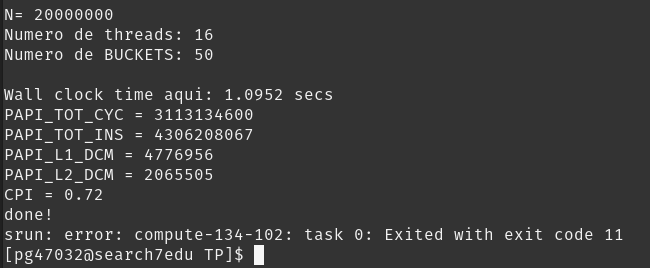 N= 20000000
Numero de threads: 16
Numero de BUCKETS: 50
Wall clock time aqui: 1.0952 secs
PAPI_TOT_CYC = 3113134600
PAPI_TOT_INS = 4306208067
PAPI_L1_DCM = 4776956
PAPI_L2_DCM = 2065505
CPI = 0.72
done!
srun: error: compute-134-102: task 0: Exited with exit code 11
[pg47032@search7edu TP]$